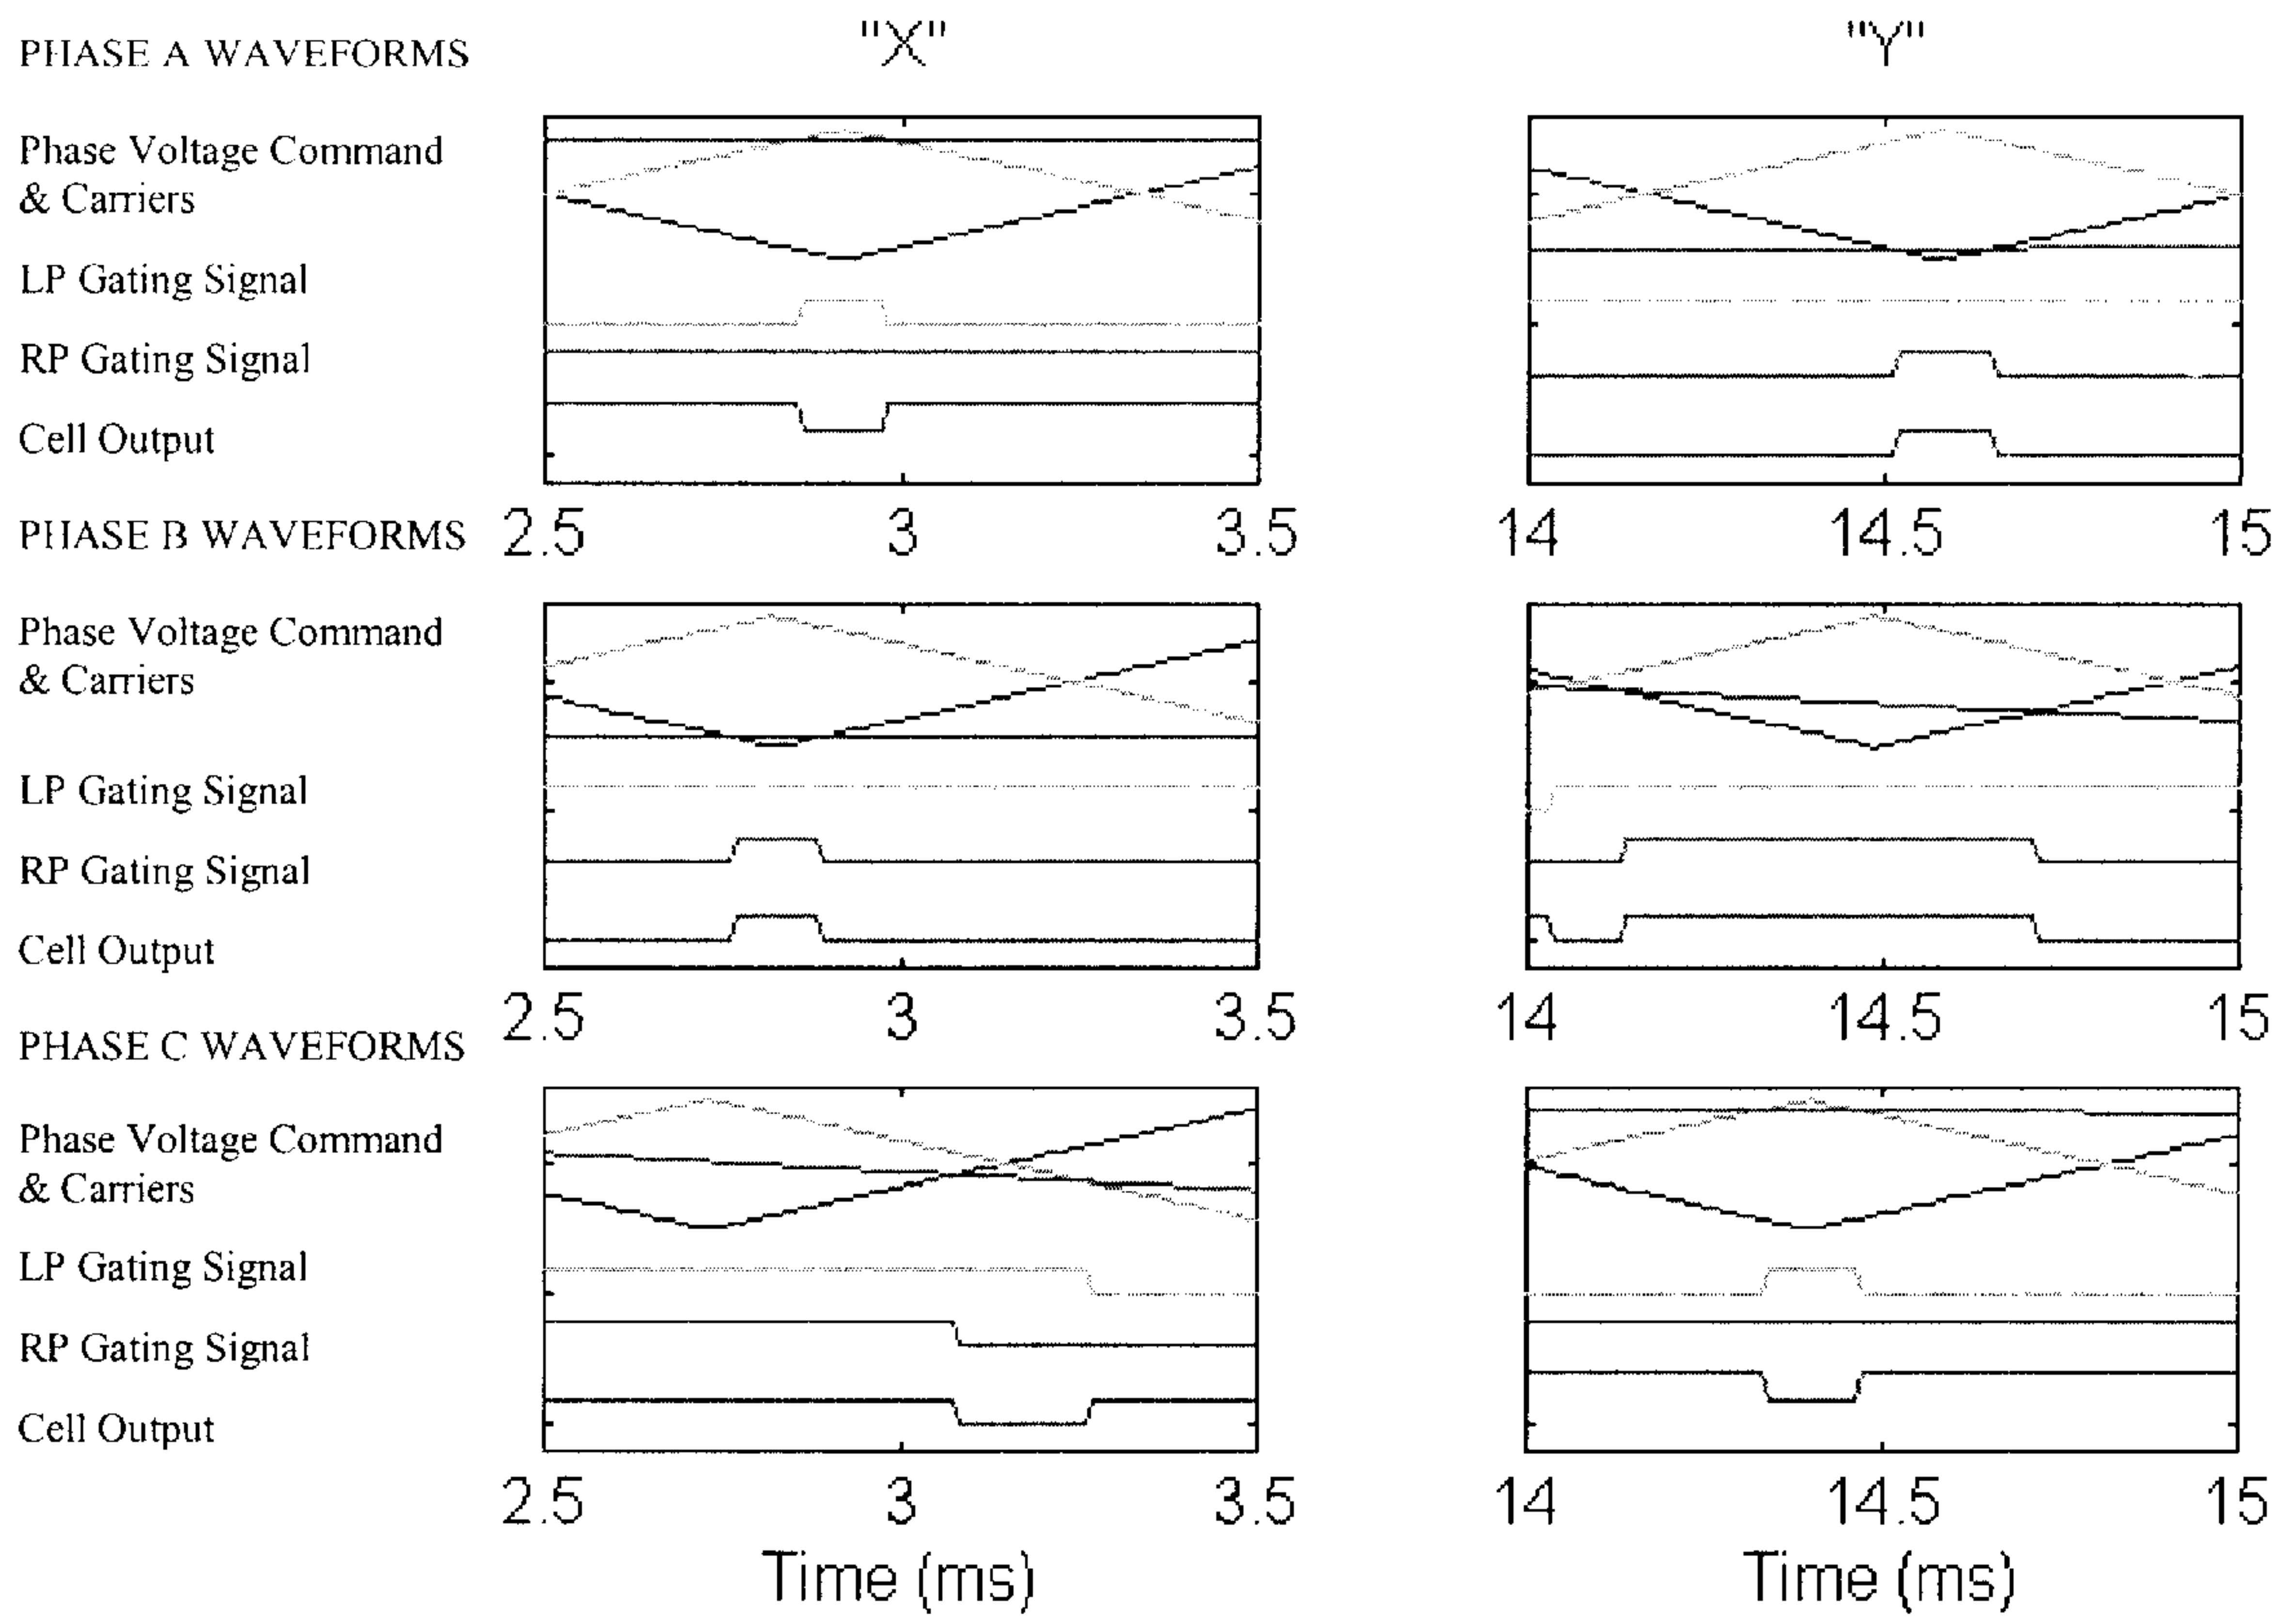 PHASE A WAVEFORMS "X" "Y"
Phase Voltage Command
& Carriers
LP Gating Signal
RP Gating Signal
Cell Output
2.5 3 3.5 14 14.5 15
PHASE B WAVEFORMS
Phase Voltage Command
& Carriers
LP Gating Signal
RP Gating Signal
Cell Output
2.5 3 3.5 14 14.5 15
PHASE C WAVEFORMS
Phase Voltage Command
& Carriers
LP Gating Signal
RP Gating Signal
Cell Output
2.5 3 3.5 14 14.5 15
Time (ms) Time (ms)